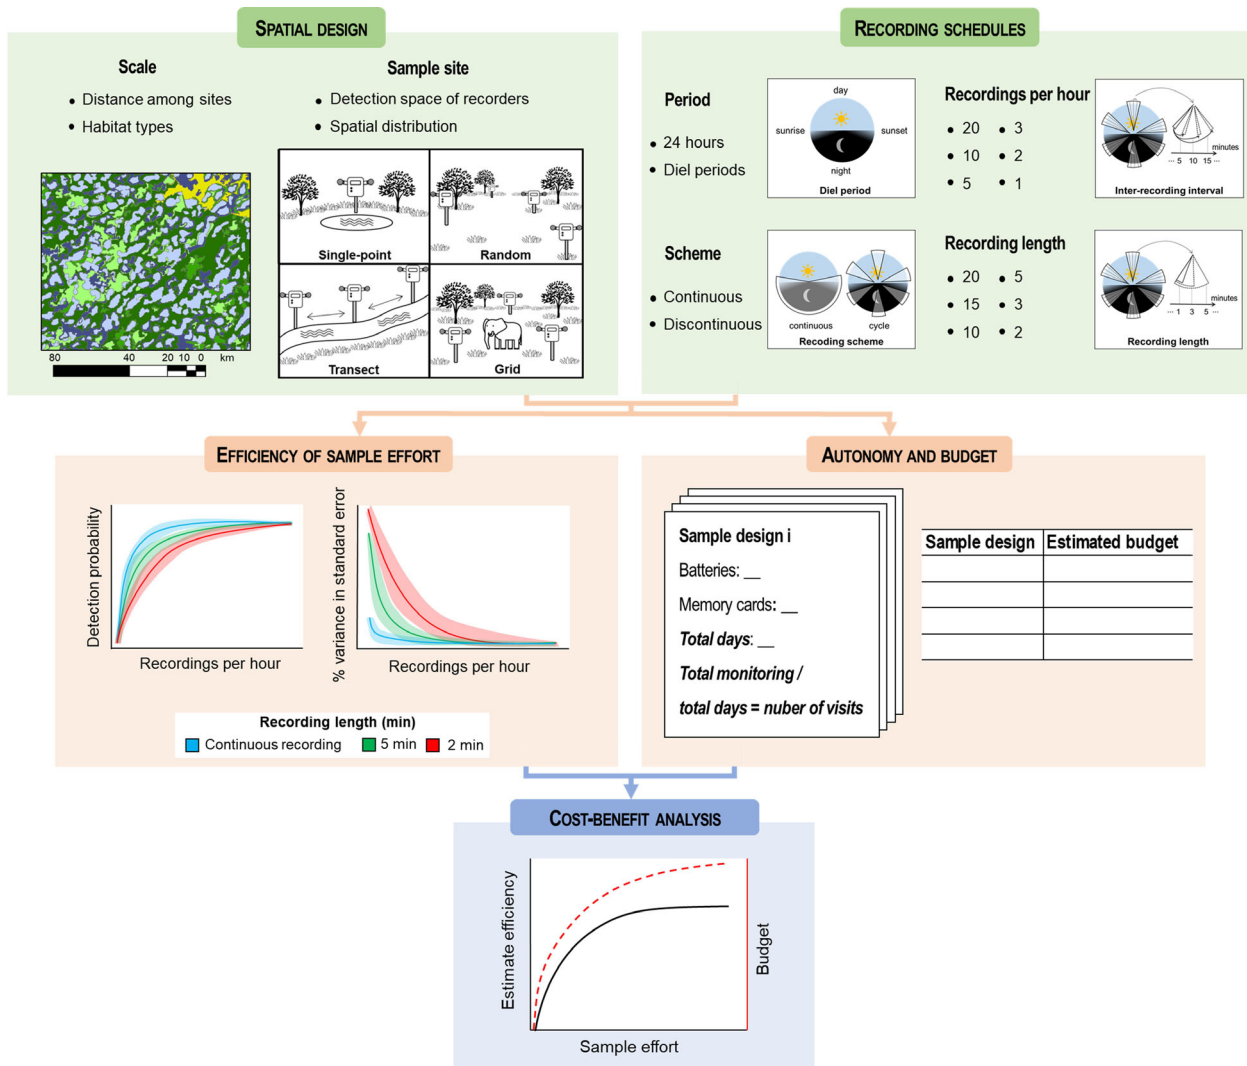 SPATIAL DESIGN
Scale
• Distance among sites
• Habitat types
80 40 20 10 0 km
Sample site
• Detection space of recorders
• Spatial distribution
Single-point
Random
Transect
Grid
RECORDING SCHEDULES
Period
• 24 hours
• Diel periods
day
sunrise
sunset
night
Diel period
Recordings per hour
• 20 • 3
• 10 • 2
• 5 • 1
minutes
··· 5 10 15 ···
Inter-recording interval
Scheme
• Continuous
• Discontinuous
continuous
cycle
Recoding scheme
Recording length
• 20 • 5
• 15 • 3
• 10 • 2
minutes
··· 1 3 5 ···
Recording length
EFFICIENCY OF SAMPLE EFFORT
Detection probability
Recordings per hour
% variance in standard error
Recordings per hour
Recording length (min)
Continuous recording
5 min
2 min
AUTONOMY AND BUDGET
Sample design i
Batteries: __
Memory cards: __
Total days: __
Total monitoring /
total days = nuber of visits
Sample design Estimated budget
COST-BENEFIT ANALYSIS
Estimate efficiency
Budget
Sample effort